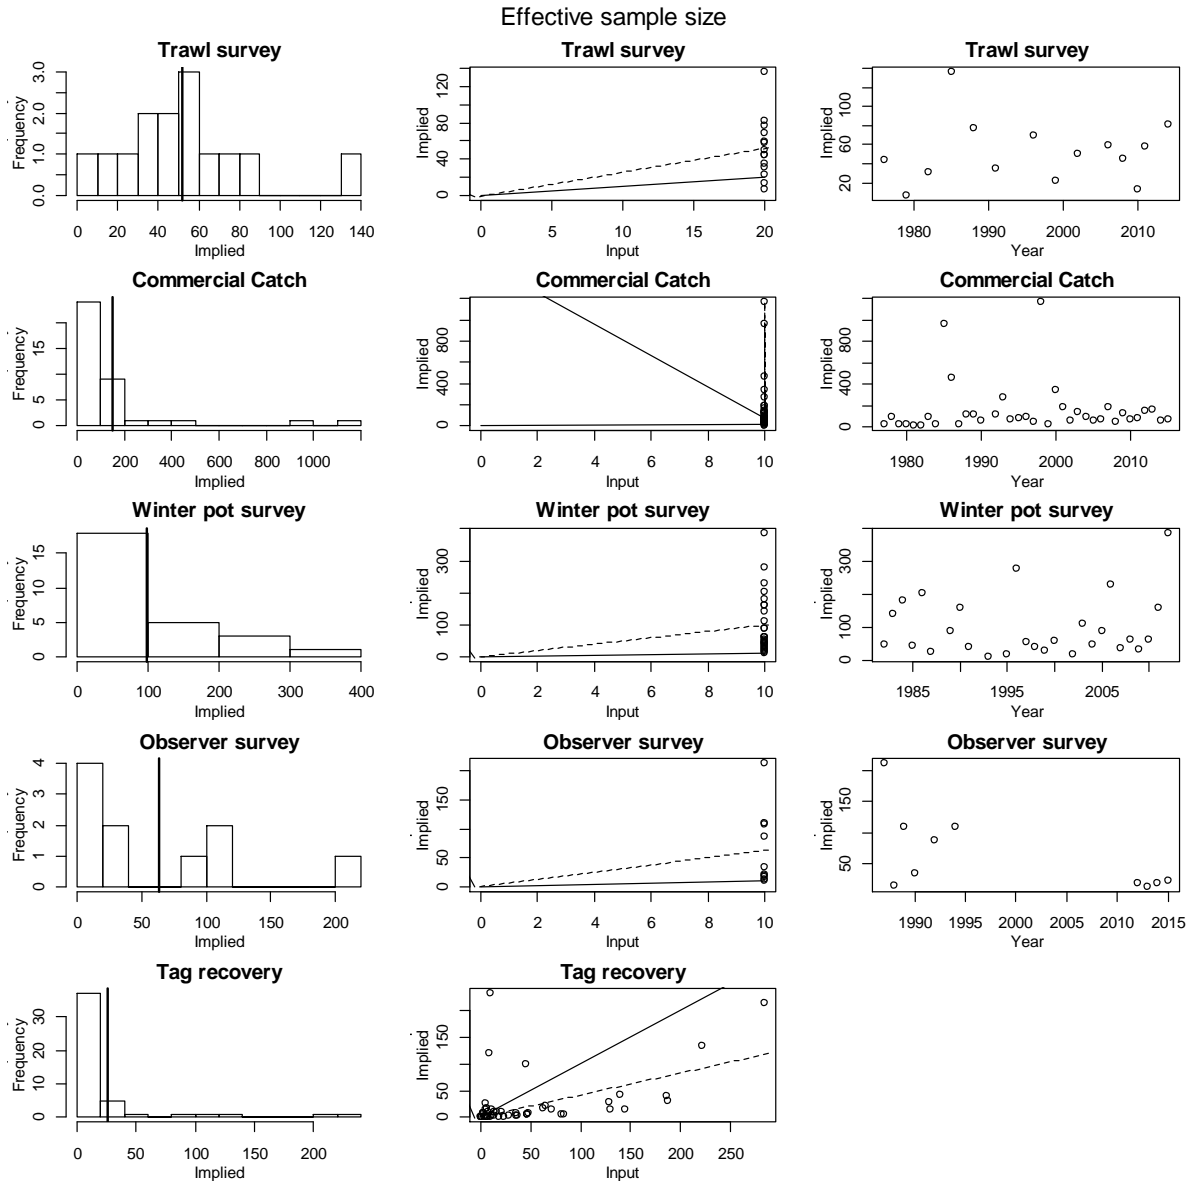 Effective sample size
Trawl survey
Trawl survey
Trawl survey
Frequency
0.0 1.0 2.0 3.0
0 20 40 60 80 100 120 140
Implied
Implied
0 40 80 120
0 5 10 15 20
Input
Implied
20 60 100
1980 1990 2000 2010
Year
Commercial Catch
Commercial Catch
Commercial Catch
Frequency
0 5 15
0 200 400 600 800 1000
Implied
Implied
0 400 800
0 2 4 6 8 10
Input
Implied
0 400 800
1980 1990 2000 2010
Year
Winter pot survey
Winter pot survey
Winter pot survey
Frequency
0 5 10 15
0 100 200 300 400
Implied
Implied
0 100 300
0 2 4 6 8 10
Input
Implied
0 100 300
1985 1995 2005
Year
Observer survey
Observer survey
Observer survey
Frequency
0 1 2 3 4
0 50 100 150 200
Implied
Implied
0 50 150
0 2 4 6 8 10
Input
Implied
50 150
1990 1995 2000 2005 2010 2015
Year
Tag recovery
Tag recovery
Frequency
0 10 20 30
0 50 100 150 200
Implied
Implied
0 50 150
0 50 100 150 200 250
Input